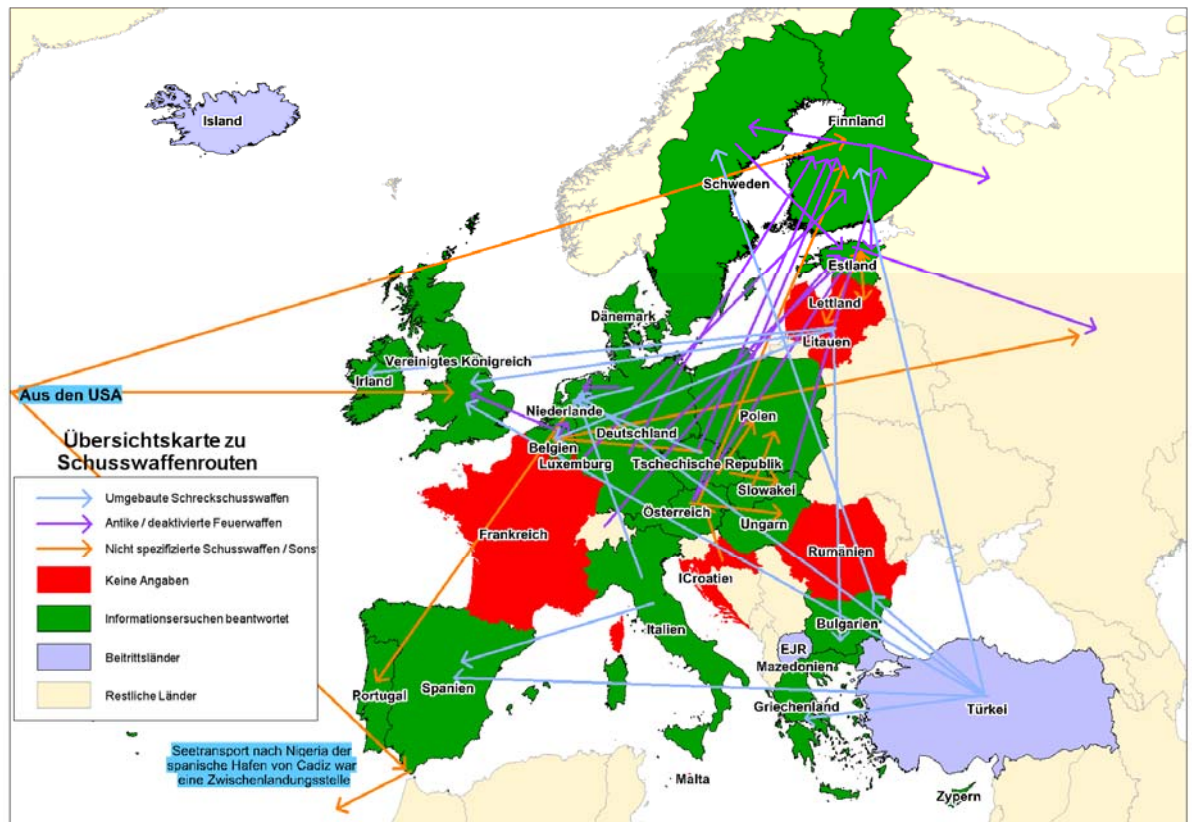 Island
Finnland
Schweden
Estland
Lettland
Dänemark
Litauen
Vereinigtes Königreich
Irland
Aus den USA
Niederlande
Polen
Deutschland
Belgien
Luxemburg
Tschechische Republik
Slowakei
Österreich
Ungarn
Frankreich
Rumänien
ICroatien
Italien
Bulgarien
EJR
Mazedonien
Portugal
Spanien
Griechenland
Türkei
Malta
Zypern
Übersichtskarte zu
Schusswaffenrouten
Umgebaute Schreckschusswaffen
Antike / deaktivierte Feuerwaffen
Nicht spezifizierte Schusswaffen / Sons
Keine Angaben
Informationsersuchen beantwortet
Beitrittsländer
Restliche Länder
Seetransport nach Nigeria der
spanische Hafen von Cadiz war
eine Zwischenlandungsstelle